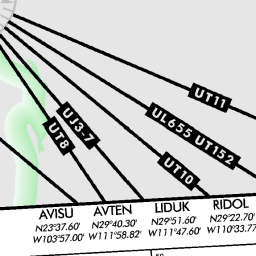 UT11
UL655 UT152
UJ3-7
UT8
UT10
AVISU AVTEN LIDUK RIDOL
N23°37.60' N29°40.30' N29°51.60' N29°22.70'
W103°57.00' W111°58.82' W111°47.60' W110°33.77